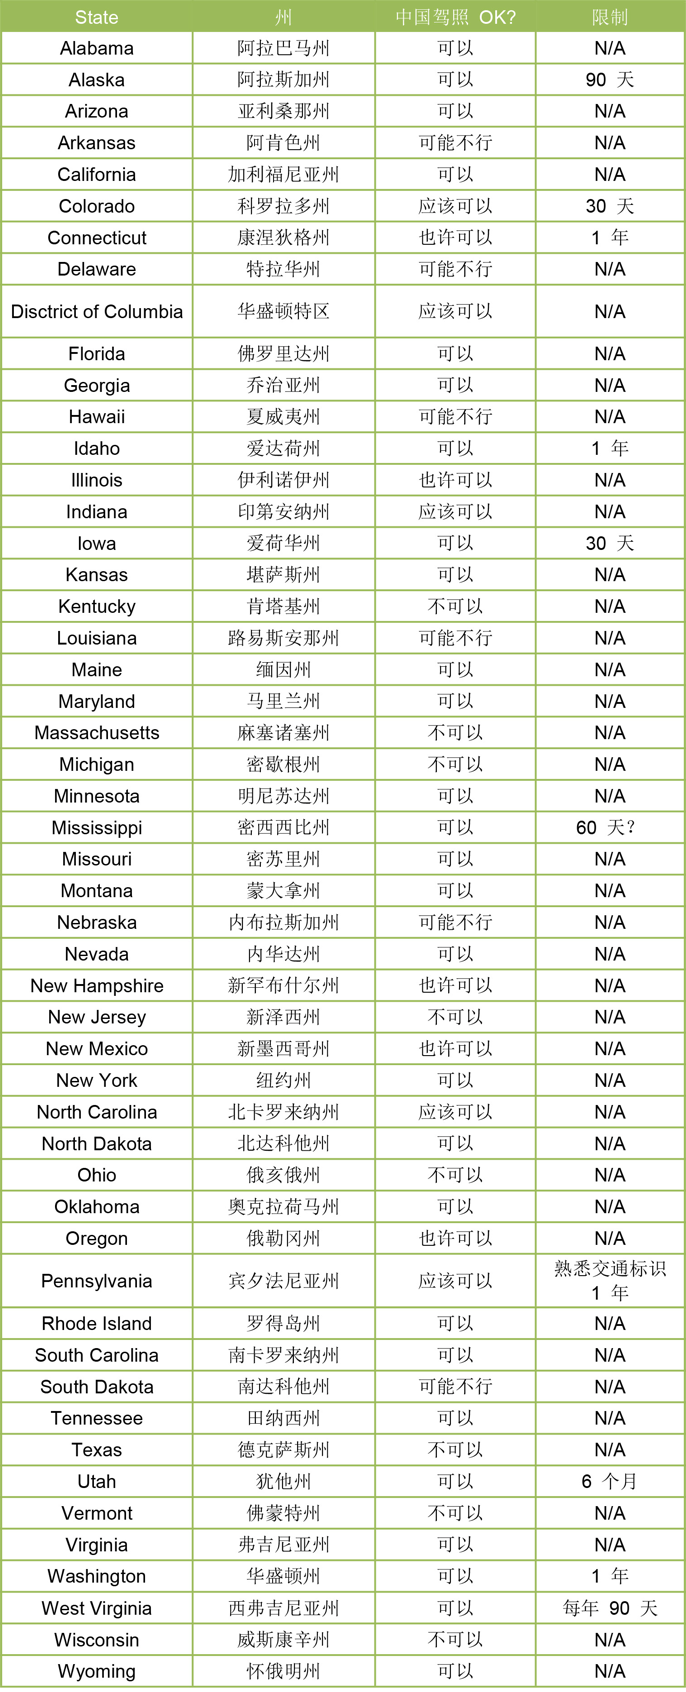 State 州 中国驾照 OK? 限制
Alabama 阿拉巴马州 可以 N/A
Alaska 阿拉斯加州 可以 90 天
Arizona 亚利桑那州 可以 N/A
Arkansas 阿肯色州 可能不行 N/A
California 加利福尼亚州 可以 N/A
Colorado 科罗拉多州 应该可以 30 天
Connecticut 康涅狄格州 也许可以 1 年
Delaware 特拉华州 可能不行 N/A
Disctrict of Columbia 华盛顿特区 应该可以 N/A
Florida 佛罗里达州 可以 N/A
Georgia 乔治亚州 可以 N/A
Hawaii 夏威夷州 可能不行 N/A
Idaho 爱达荷州 可以 1 年
Illinois 伊利诺伊州 也许可以 N/A
Indiana 印第安纳州 应该可以 N/A
Iowa 爱荷华州 可以 30 天
Kansas 堪萨斯州 可以 N/A
Kentucky 肯塔基州 不可以 N/A
Louisiana 路易斯安那州 可能不行 N/A
Maine 缅因州 可以 N/A
Maryland 马里兰州 可以 N/A
Massachusetts 麻塞诸塞州 不可以 N/A
Michigan 密歇根州 不可以 N/A
Minnesota 明尼苏达州 可以 N/A
Mississippi 密西西比州 可以 60 天?
Missouri 密苏里州 可以 N/A
Montana 蒙大拿州 可以 N/A
Nebraska 内布拉斯加州 可能不行 N/A
Nevada 内华达州 可以 N/A
New Hampshire 新罕布什尔州 也许可以 N/A
New Jersey 新泽西州 不可以 N/A
New Mexico 新墨西哥州 也许可以 N/A
New York 纽约州 可以 N/A
North Carolina 北卡罗来纳州 应该可以 N/A
North Dakota 北达科他州 可以 N/A
Ohio 俄亥俄州 不可以 N/A
Oklahoma 奥克拉荷马州 可以 N/A
Oregon 俄勒冈州 也许可以 N/A
Pennsylvania 宾夕法尼亚州 应该可以 熟悉交通标识
1 年
Rhode Island 罗得岛州 可以 N/A
South Carolina 南卡罗来纳州 可以 N/A
South Dakota 南达科他州 可能不行 N/A
Tennessee 田纳西州 可以 N/A
Texas 德克萨斯州 不可以 N/A
Utah 犹他州 可以 6 个月
Vermont 佛蒙特州 不可以 N/A
Virginia 弗吉尼亚州 可以 N/A
Washington 华盛顿州 可以 1 年
West Virginia 西弗吉尼亚州 可以 每年 90 天
Wisconsin 威斯康辛州 不可以 N/A
Wyoming 怀俄明州 可以 N/A